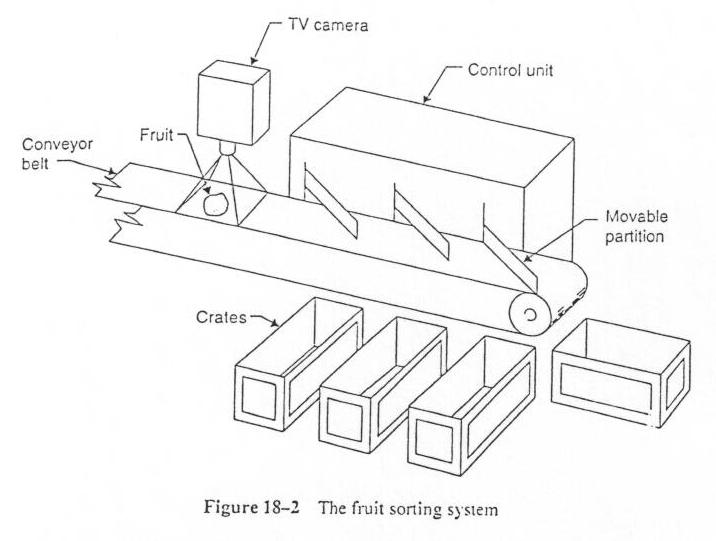 TV camera
Control unit
Conveyor
belt
Fruit
Movable
partition
Crates
Figure 18–2 The fruit sorting system